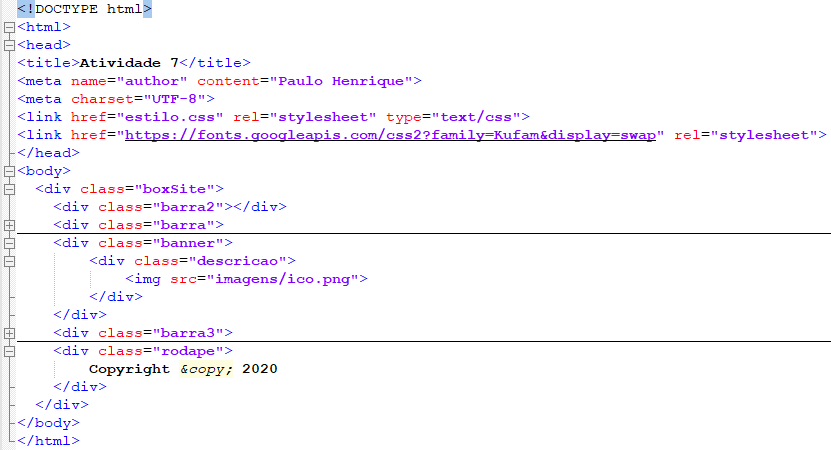 <!DOCTYPE html>
<html>
<head>
<title>Atividade 7</title>
<meta name="author" content="Paulo Henrique">
<meta charset="UTF-8">
<link href="estilo.css" rel="stylesheet" type="text/css">
<link href="https://fonts.googleapis.com/css2?family=Kufam&display=swap" rel="stylesheet">
</head>
<body>
<div class="boxSite">
<div class="barra2"></div>
<div class="barra">
<div class="banner">
<div class="descricao">
<img src="imagens/ico.png">
</div>
</div>
<div class="barra3">
<div class="rodape">
Copyright &copy; 2020
</div>
</div>
</body>
</html>